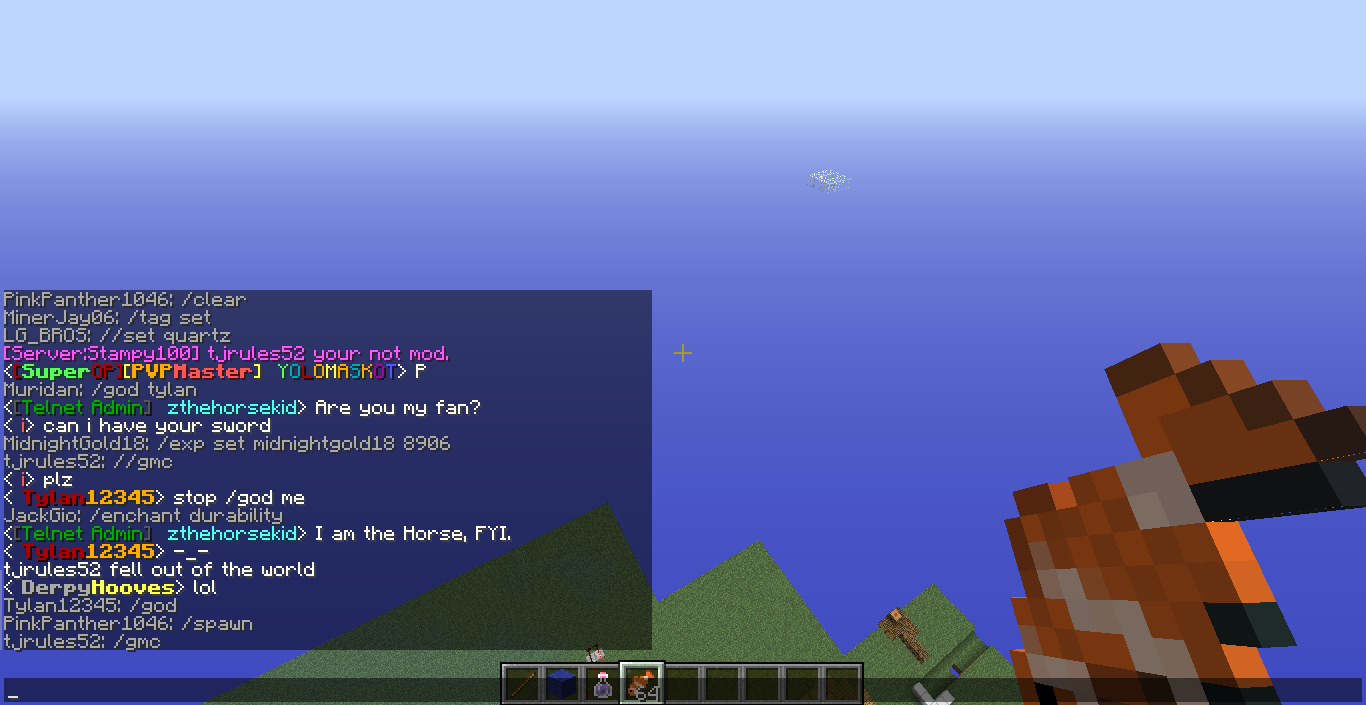 PinkPanther1046: /clear
MinerJay06: /tag set
LG_BROS: //set quartz
[Server:Stampy100] tjrules52 your not mod.
<[SuperOP][PVPMaster] YOLOMASKOT> P
Muridan: /god tylan
<[Telnet Admin] zthehorsekid> Are you my fan?
< i> can i have your sword
MidnightGold18: /exp set midnightgold18 8906
tjrules52: //gmc
< i> plz
< Tylan12345> stop /god me
JackGio: /enchant durability
<[Telnet Admin] zthehorsekid> I am the Horse, FYI.
< Tylan12345> -_-
tjrules52 fell out of the world
< DerpyHooves> lol
Tylan12345: /god
PinkPanther1046: /spawn
tjrules52: /gmc
_
64